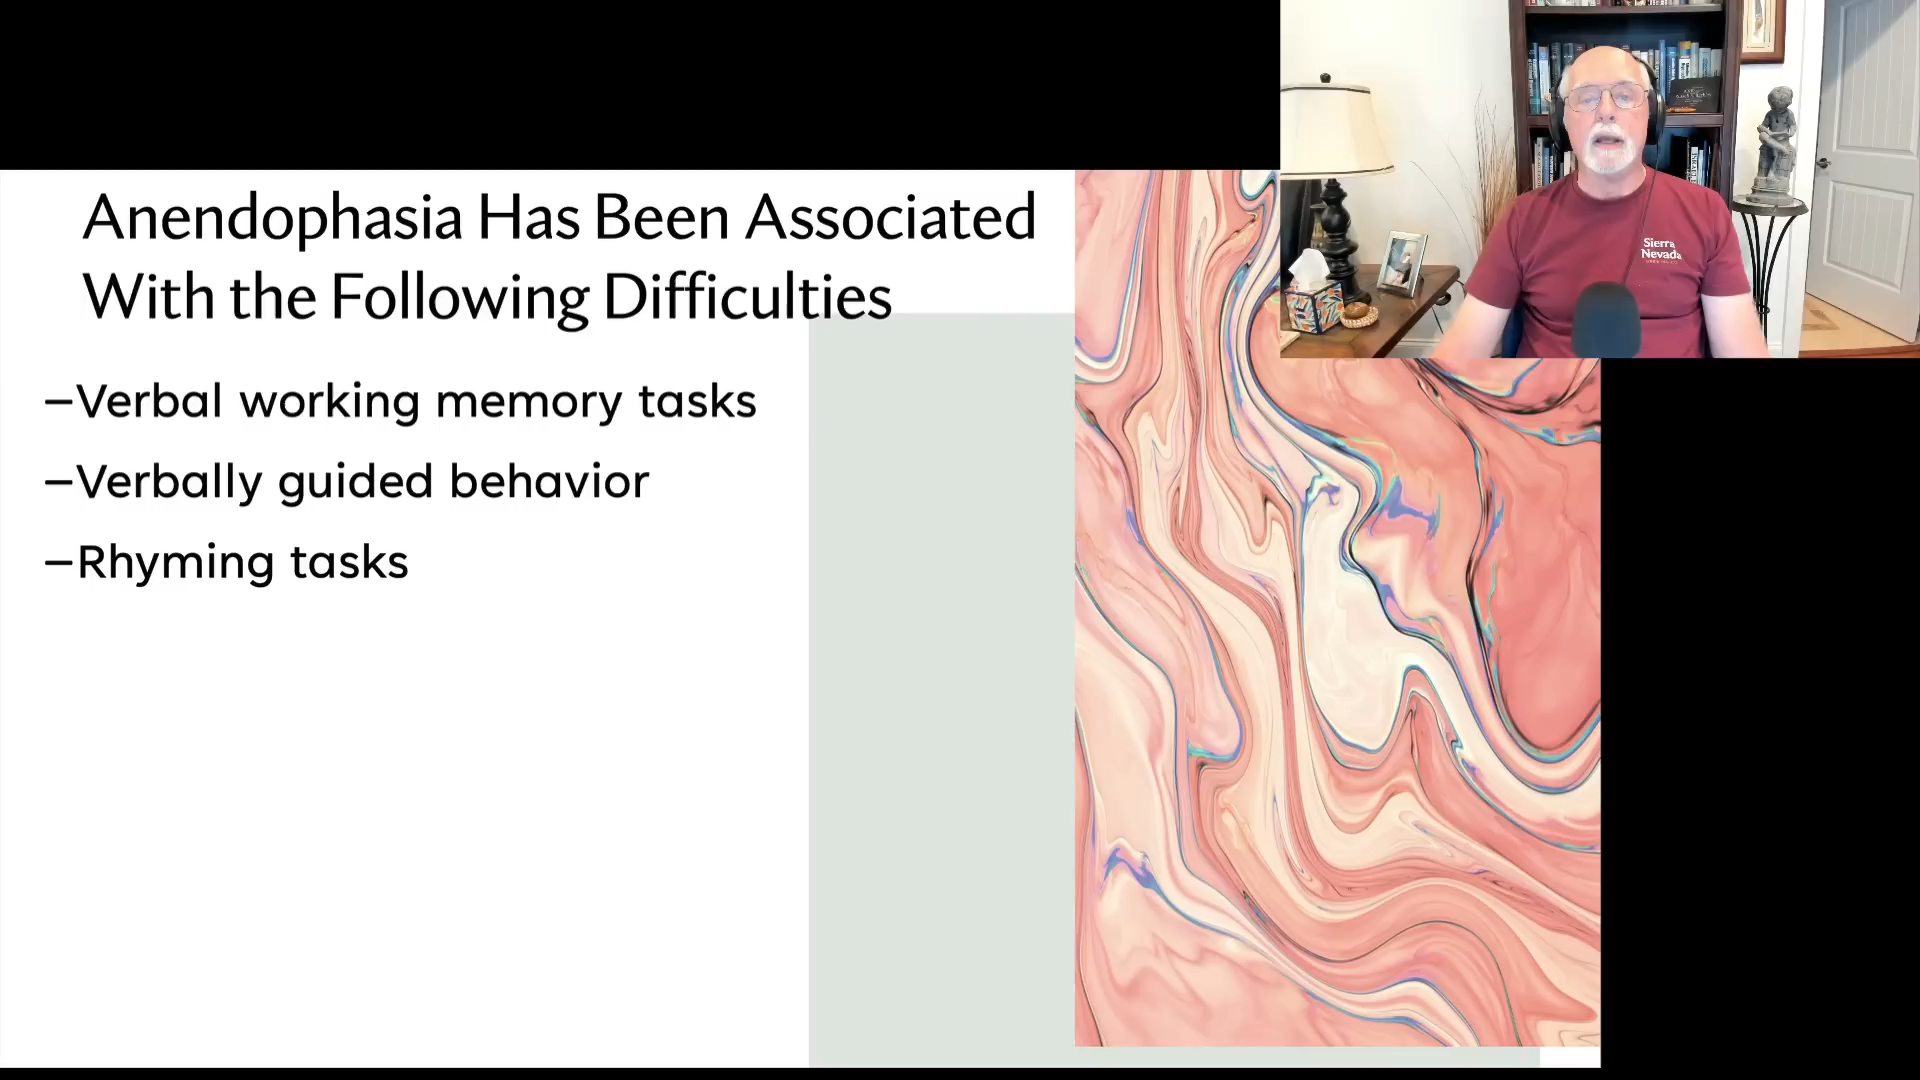 Anendophasia Has Been Associated
With the Following Difficulties
–Verbal working memory tasks
–Verbally guided behavior
–Rhyming tasks
Sierra
Nevada